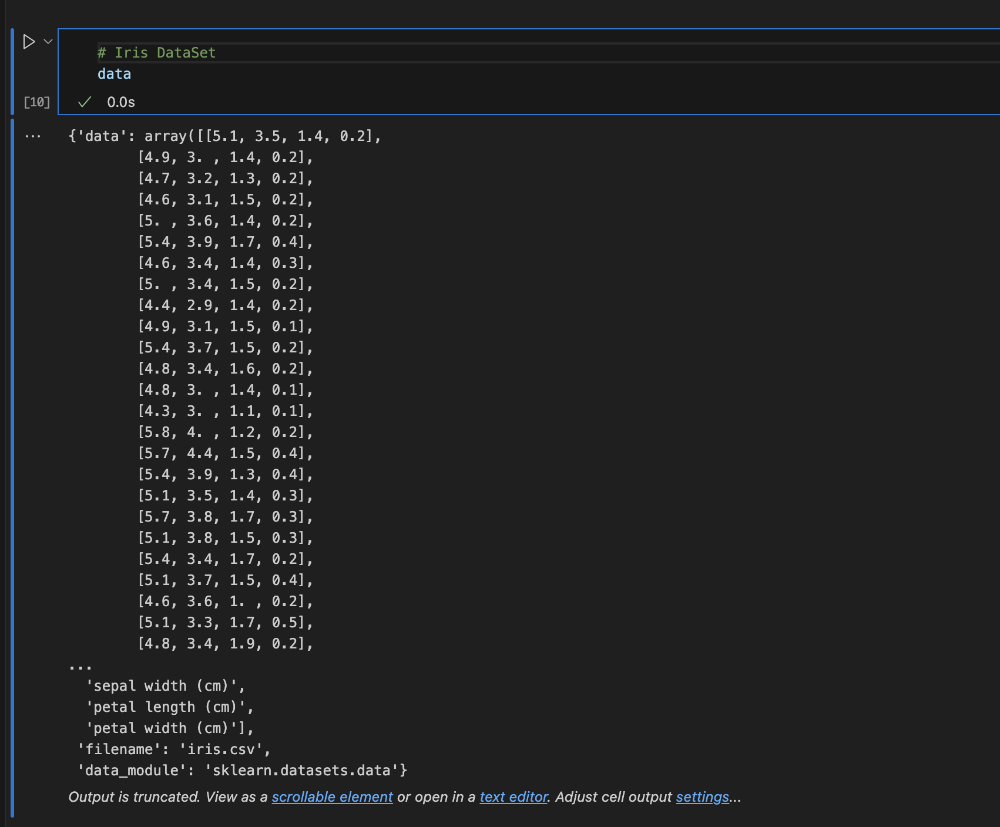 # Iris DataSet
data
[10]
0.0s
...
{'data': array([[5.1, 3.5, 1.4, 0.2],
[4.9, 3. , 1.4, 0.2],
[4.7, 3.2, 1.3, 0.2],
[4.6, 3.1, 1.5, 0.2],
[5. , 3.6, 1.4, 0.2],
[5.4, 3.9, 1.7, 0.4],
[4.6, 3.4, 1.4, 0.3],
[5. , 3.4, 1.5, 0.2],
[4.4, 2.9, 1.4, 0.2],
[4.9, 3.1, 1.5, 0.1],
[5.4, 3.7, 1.5, 0.2],
[4.8, 3.4, 1.6, 0.2],
[4.8, 3. , 1.4, 0.1],
[4.3, 3. , 1.1, 0.1],
[5.8, 4. , 1.2, 0.2],
[5.7, 4.4, 1.5, 0.4],
[5.4, 3.9, 1.3, 0.4],
[5.1, 3.5, 1.4, 0.3],
[5.7, 3.8, 1.7, 0.3],
[5.1, 3.8, 1.5, 0.3],
[5.4, 3.4, 1.7, 0.2],
[5.1, 3.7, 1.5, 0.4],
[4.6, 3.6, 1. , 0.2],
[5.1, 3.3, 1.7, 0.5],
[4.8, 3.4, 1.9, 0.2],
...
'sepal width (cm)',
'petal length (cm)',
'petal width (cm)'],
'filename': 'iris.csv',
'data_module': 'sklearn.datasets.data'}
Output is truncated. View as a scrollable element or open in a text editor. Adjust cell output settings...